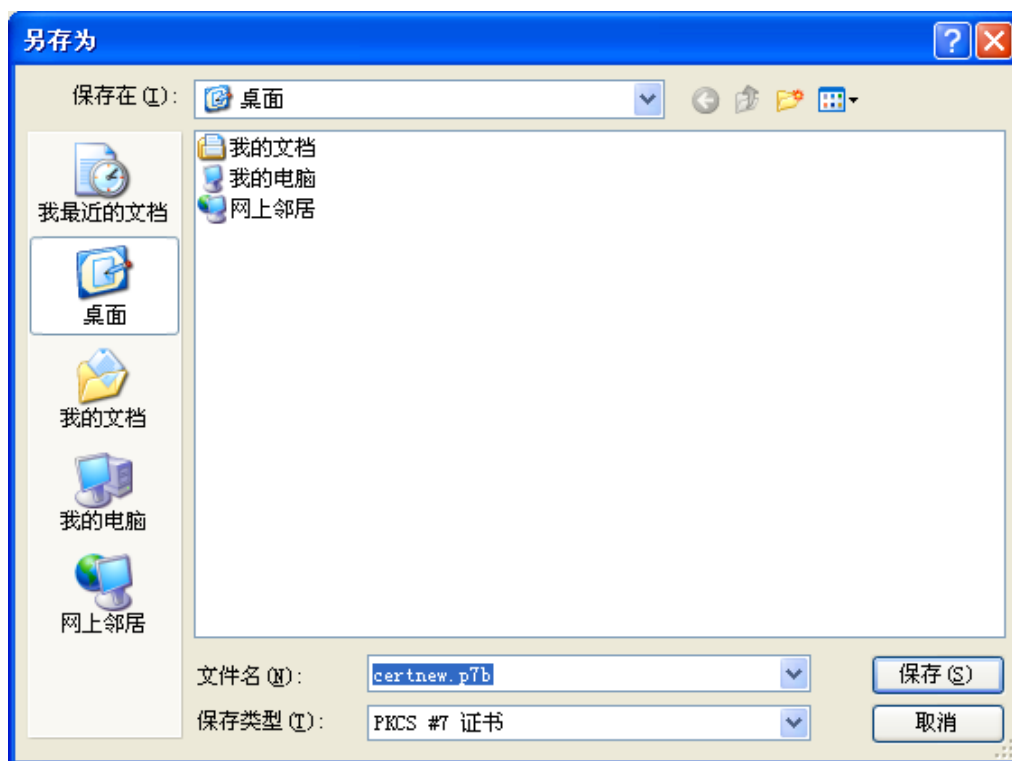 另存为
保存在(I):
桌面
我的文档
我的电脑
网上邻居
我最近的文档
桌面
我的文档
我的电脑
网上邻居
文件名(N):
certnew.p7b
保存(S)
保存类型(T):
PKCS #7 证书
取消